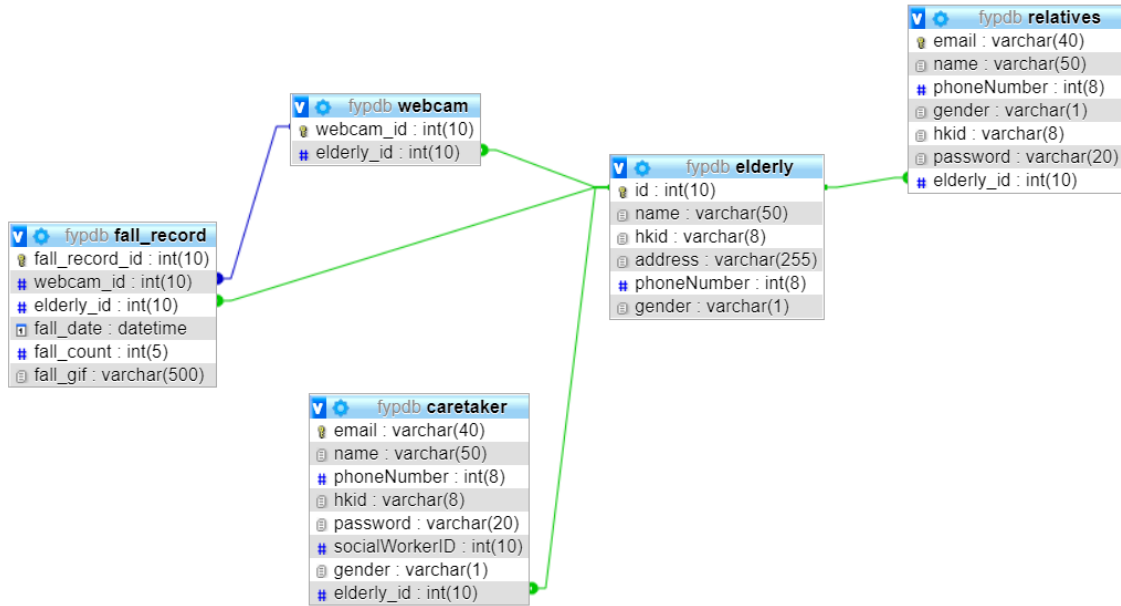 fypdb relatives
email : varchar(40)
name : varchar(50)
phoneNumber : int(8)
gender : varchar(1)
hkid : varchar(8)
password : varchar(20)
elderly_id : int(10)
fypdb webcam
webcam_id : int(10)
elderly_id : int(10)
fypdb elderly
id : int(10)
name : varchar(50)
hkid : varchar(8)
address : varchar(255)
phoneNumber : int(8)
gender : varchar(1)
fypdb fall_record
fall_record_id : int(10)
webcam_id : int(10)
elderly_id : int(10)
fall_date : datetime
fall_count : int(5)
fall_gif : varchar(500)
fypdb caretaker
email : varchar(40)
name : varchar(50)
phoneNumber : int(8)
hkid : varchar(8)
password : varchar(20)
socialWorkerID : int(10)
gender : varchar(1)
elderly_id : int(10)